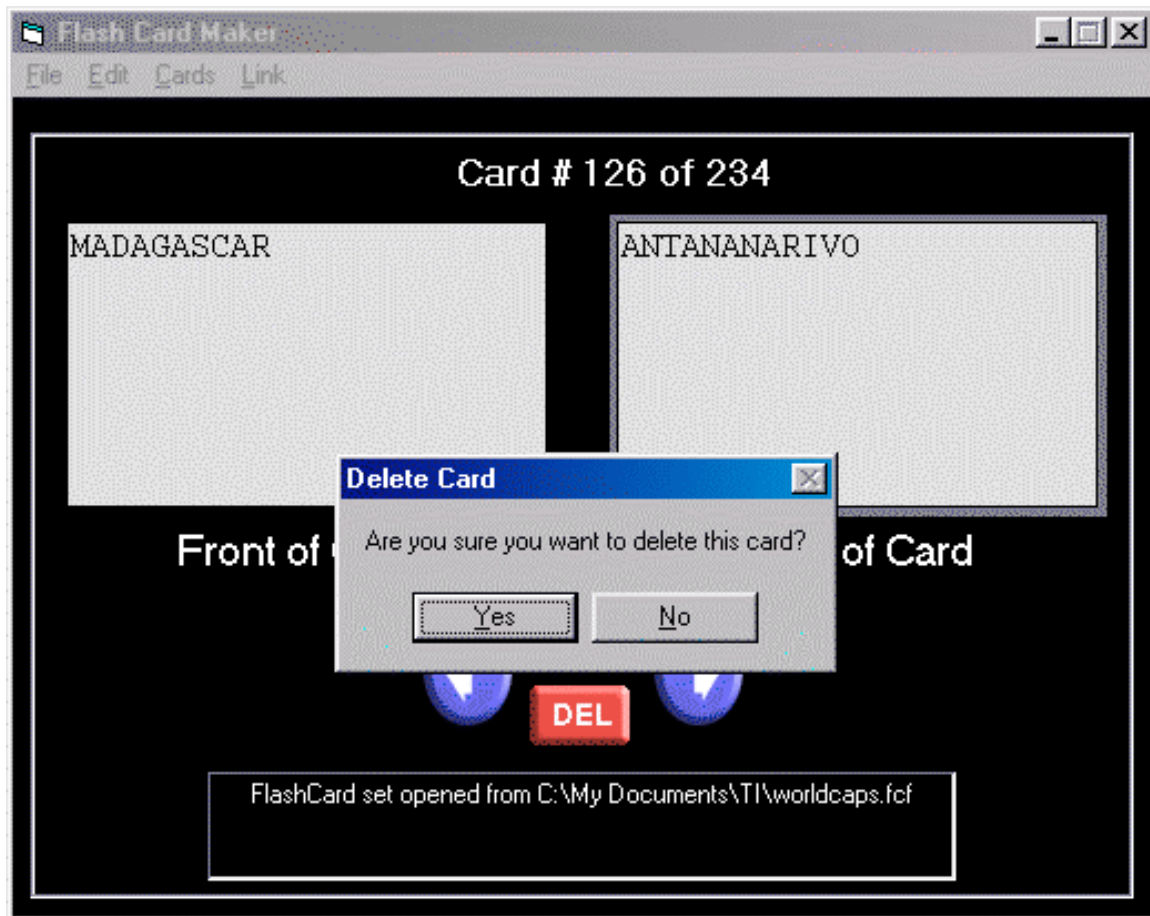 Flash Card Maker
File Edit Cards Link
Card # 126 of 234
MADAGASCAR
ANTANANARIVO
Delete Card
Are you sure you want to delete this card?
Front of
of Card
Yes No
DEL
FlashCard set opened from C:\My Documents\TI\worldcaps.fcf